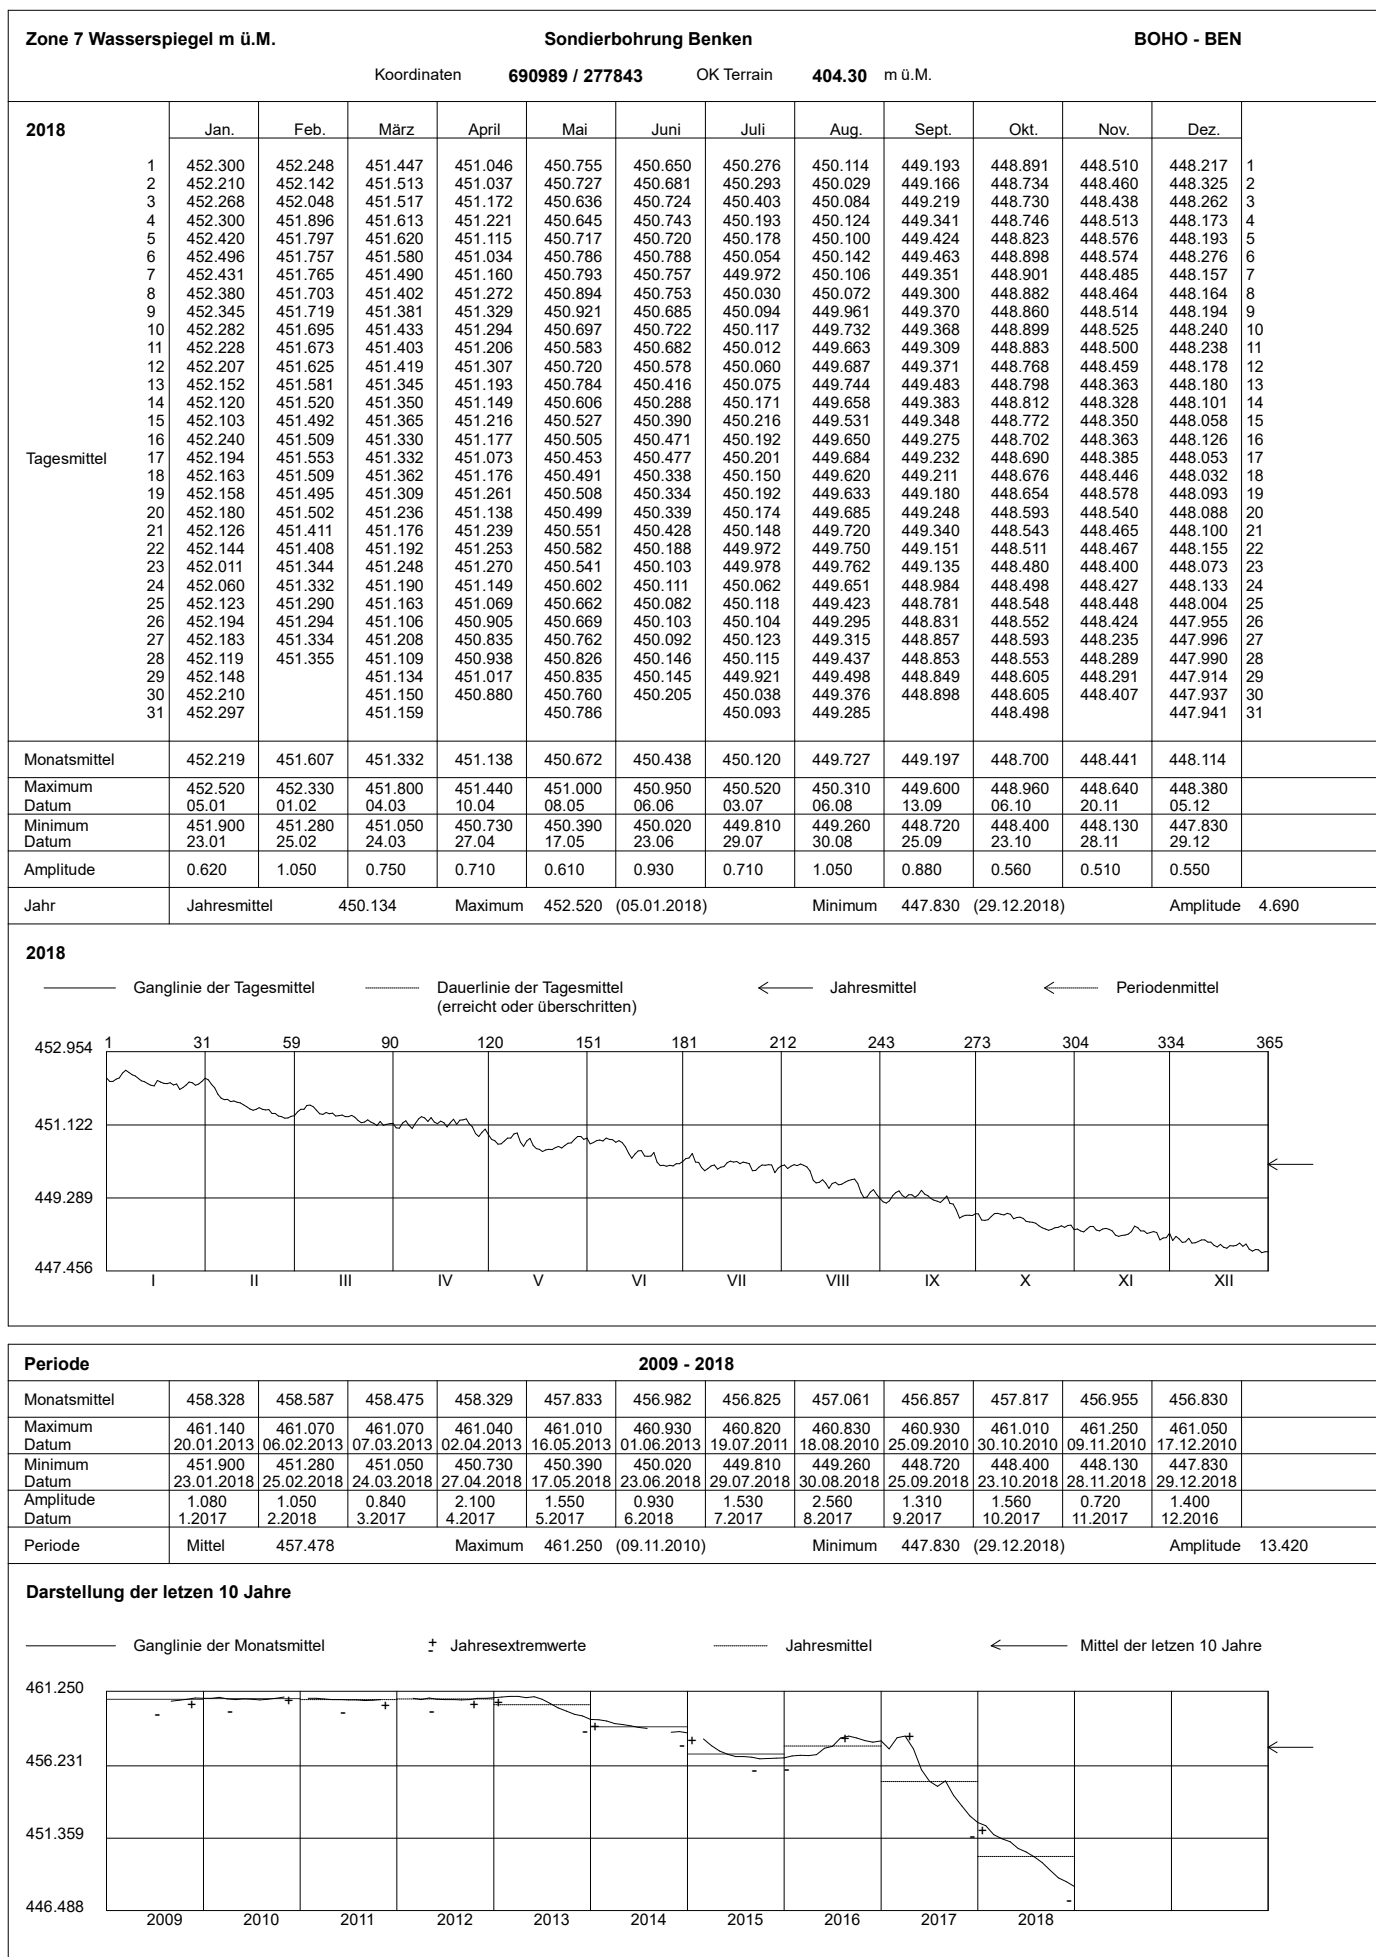 Zone 7 Wasserspiegel m ü.M. Sondierbohrung Benken BOHO - BEN
Koordinaten 690989 / 277843 OK Terrain 404.30 m ü.M.
2018 Jan. Feb. März April Mai Juni Juli Aug. Sept. Okt. Nov. Dez.
1 452.300 452.248 451.447 451.046 450.755 450.650 450.276 450.114 449.193 448.891 448.510 448.217 1
2 452.210 452.142 451.513 451.037 450.727 450.681 450.293 450.029 449.166 448.734 448.460 448.325 2
3 452.268 452.048 451.517 451.172 450.636 450.724 450.403 450.084 449.219 448.730 448.438 448.262 3
4 452.300 451.896 451.613 451.221 450.645 450.743 450.193 450.124 449.341 448.746 448.513 448.173 4
5 452.420 451.797 451.620 451.115 450.717 450.720 450.178 450.100 449.424 448.823 448.576 448.193 5
6 452.496 451.757 451.580 451.034 450.786 450.788 450.054 450.142 449.463 448.898 448.574 448.276 6
7 452.431 451.765 451.490 451.160 450.793 450.757 449.972 450.106 449.351 448.901 448.485 448.157 7
8 452.380 451.703 451.402 451.272 450.894 450.753 450.030 450.072 449.300 448.882 448.464 448.164 8
9 452.345 451.719 451.381 451.329 450.921 450.685 450.094 449.961 449.370 448.860 448.514 448.194 9
10 452.282 451.695 451.433 451.294 450.697 450.722 450.117 449.732 449.368 448.899 448.525 448.240 10
11 452.228 451.673 451.403 451.206 450.583 450.682 450.012 449.663 449.309 448.883 448.500 448.238 11
12 452.207 451.625 451.419 451.307 450.720 450.578 450.060 449.687 449.371 448.768 448.459 448.178 12
13 452.152 451.581 451.345 451.193 450.784 450.416 450.075 449.744 449.483 448.798 448.363 448.180 13
14 452.120 451.520 451.350 451.149 450.606 450.288 450.171 449.658 449.383 448.812 448.328 448.101 14
15 452.103 451.492 451.365 451.216 450.527 450.390 450.216 449.531 449.348 448.772 448.350 448.058 15
16 452.240 451.509 451.330 451.177 450.505 450.471 450.192 449.650 449.275 448.702 448.363 448.126 16
Tagesmittel 17 452.194 451.553 451.332 451.073 450.453 450.477 450.201 449.684 449.232 448.690 448.385 448.053 17
18 452.163 451.509 451.362 451.176 450.491 450.338 450.150 449.620 449.211 448.676 448.446 448.032 18
19 452.158 451.495 451.309 451.261 450.508 450.334 450.192 449.633 449.180 448.654 448.578 448.093 19
20 452.180 451.502 451.236 451.138 450.499 450.339 450.174 449.685 449.248 448.593 448.540 448.088 20
21 452.126 451.411 451.176 451.239 450.551 450.428 450.148 449.720 449.340 448.543 448.465 448.100 21
22 452.144 451.408 451.192 451.253 450.582 450.188 449.972 449.750 449.151 448.511 448.467 448.155 22
23 452.011 451.344 451.248 451.270 450.541 450.103 449.978 449.762 449.135 448.480 448.400 448.073 23
24 452.060 451.332 451.190 451.149 450.602 450.111 450.062 449.651 448.984 448.498 448.427 448.133 24
25 452.123 451.290 451.163 451.069 450.662 450.082 450.118 449.423 448.781 448.548 448.448 448.004 25
26 452.194 451.294 451.106 450.905 450.669 450.103 450.104 449.295 448.831 448.552 448.424 447.955 26
27 452.183 451.334 451.208 450.835 450.762 450.092 450.123 449.315 448.857 448.593 448.235 447.996 27
28 452.119 451.355 451.109 450.938 450.826 450.146 450.115 449.437 448.853 448.553 448.289 447.990 28
29 452.148 451.134 451.017 450.835 450.145 449.921 449.498 448.849 448.605 448.291 447.914 29
30 452.210 451.150 450.880 450.760 450.205 450.038 449.376 448.898 448.605 448.407 447.937 30
31 452.297 451.159 450.786 450.093 449.285 448.498 447.941 31
Monatsmittel 452.219 451.607 451.332 451.138 450.672 450.438 450.120 449.727 449.197 448.700 448.441 448.114
Maximum 452.520 452.330 451.800 451.440 451.000 450.950 450.520 450.310 449.600 448.960 448.640 448.380
Datum 05.01 01.02 04.03 10.04 08.05 06.06 03.07 06.08 13.09 06.10 20.11 05.12
Minimum 451.900 451.280 451.050 450.730 450.390 450.020 449.810 449.260 448.720 448.400 448.130 447.830
Datum 23.01 25.02 24.03 27.04 17.05 23.06 29.07 30.08 25.09 23.10 28.11 29.12
Amplitude 0.620 1.050 0.750 0.710 0.610 0.930 0.710 1.050 0.880 0.560 0.510 0.550
Jahr Jahresmittel 450.134 Maximum 452.520 (05.01.2018) Minimum 447.830 (29.12.2018) Amplitude 4.690
2018
Ganglinie der Tagesmittel Dauerlinie der Tagesmittel Jahresmittel Periodenmittel
(erreicht oder überschritten)
452.954 1 31 59 90 120 151 181 212 243 273 304 334 365
451.122
449.289
447.456
I II III IV V VI VII VIII IX X XI XII
Periode 2009 - 2018
Monatsmittel 458.328 458.587 458.475 458.329 457.833 456.982 456.825 457.061 456.857 457.817 456.955 456.830
Maximum 461.140 461.070 461.070 461.040 461.010 460.930 460.820 460.830 460.930 461.010 461.250 461.050
Datum 20.01.2013 06.02.2013 07.03.2013 02.04.2013 16.05.2013 01.06.2013 19.07.2011 18.08.2010 25.09.2010 30.10.2010 09.11.2010 17.12.2010
Minimum 451.900 451.280 451.050 450.730 450.390 450.020 449.810 449.260 448.720 448.400 448.130 447.830
Datum 23.01.2018 25.02.2018 24.03.2018 27.04.2018 17.05.2018 23.06.2018 29.07.2018 30.08.2018 25.09.2018 23.10.2018 28.11.2018 29.12.2018
Amplitude 1.080 1.050 0.840 2.100 1.550 0.930 1.530 2.560 1.310 1.560 0.720 1.400
Datum 1.2017 2.2018 3.2017 4.2017 5.2017 6.2018 7.2017 8.2017 9.2017 10.2017 11.2017 12.2016
Periode Mittel 457.478 Maximum 461.250 (09.11.2010) Minimum 447.830 (29.12.2018) Amplitude 13.420
Darstellung der letzen 10 Jahre
Ganglinie der Monatsmittel + - Jahresextremwerte Jahresmittel Mittel der letzen 10 Jahre
461.250
456.231
451.359
446.488
2009 2010 2011 2012 2013 2014 2015 2016 2017 2018